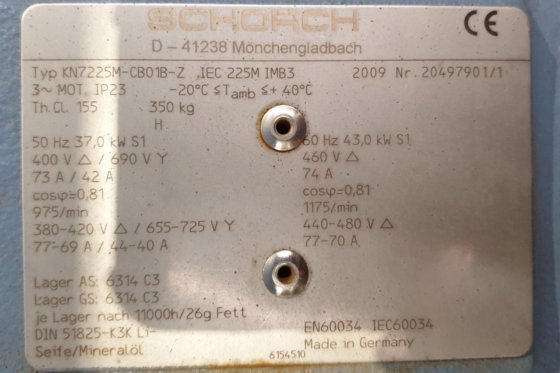 SCHORCH
CE
D - 41238 Mönchengladbach
Typ KN7225M-CB01B-Z IEC 225M IMB3 2009 Nr. 20497901/1
3~ MOT. IP23 -20°C ≤Tamb ≤+ 40°C
Th.Cl. 155 350 kg
H
50 Hz 37,0 kW S1 60 Hz 43,0 kW S1
400 V △ / 690 V Y 460 V △
73 A / 42 A 74 A
cosφ=0,81 cosφ=0,81
975/min 1175/min
380-420 V △ / 655-725 V Y 440-480 V △
77-69 A / 44-40 A 77-70 A
Lager AS: 6314 C3
Lager GS: 6314 C3
je Lager nach 11000h/26g Fett
DIN 51825-K3K Li- EN60034 IEC60034
Seife/Mineralöl 6154510 Made in Germany